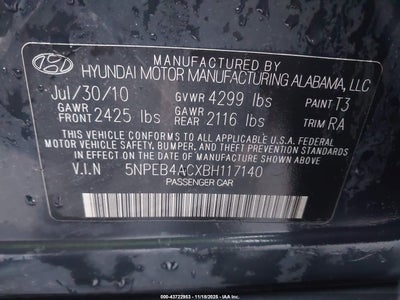 MANUFACTURED BY
HYUNDAI MOTOR MANUFACTURING ALABAMA, LLC
Jul/30/10 GVWR 4299 lbs PAINT T3
GAWR FRONT 2425 lbs GAWR REAR 2116 lbs TRIM RA
THIS VEHICLE CONFORMS TO ALL APPLICABLE U.S. FEDERAL
MOTOR VEHICLE SAFETY, BUMPER, AND THEFT PREVENTION STANDARDS
IN EFFECT ON THE DATE OF MANUFACTURE SHOWN ABOVE.
V.I.N 5NPEB4ACXBH117140
PASSENGER CAR
000-43722953 - 11/18/2025 - IAA Inc.